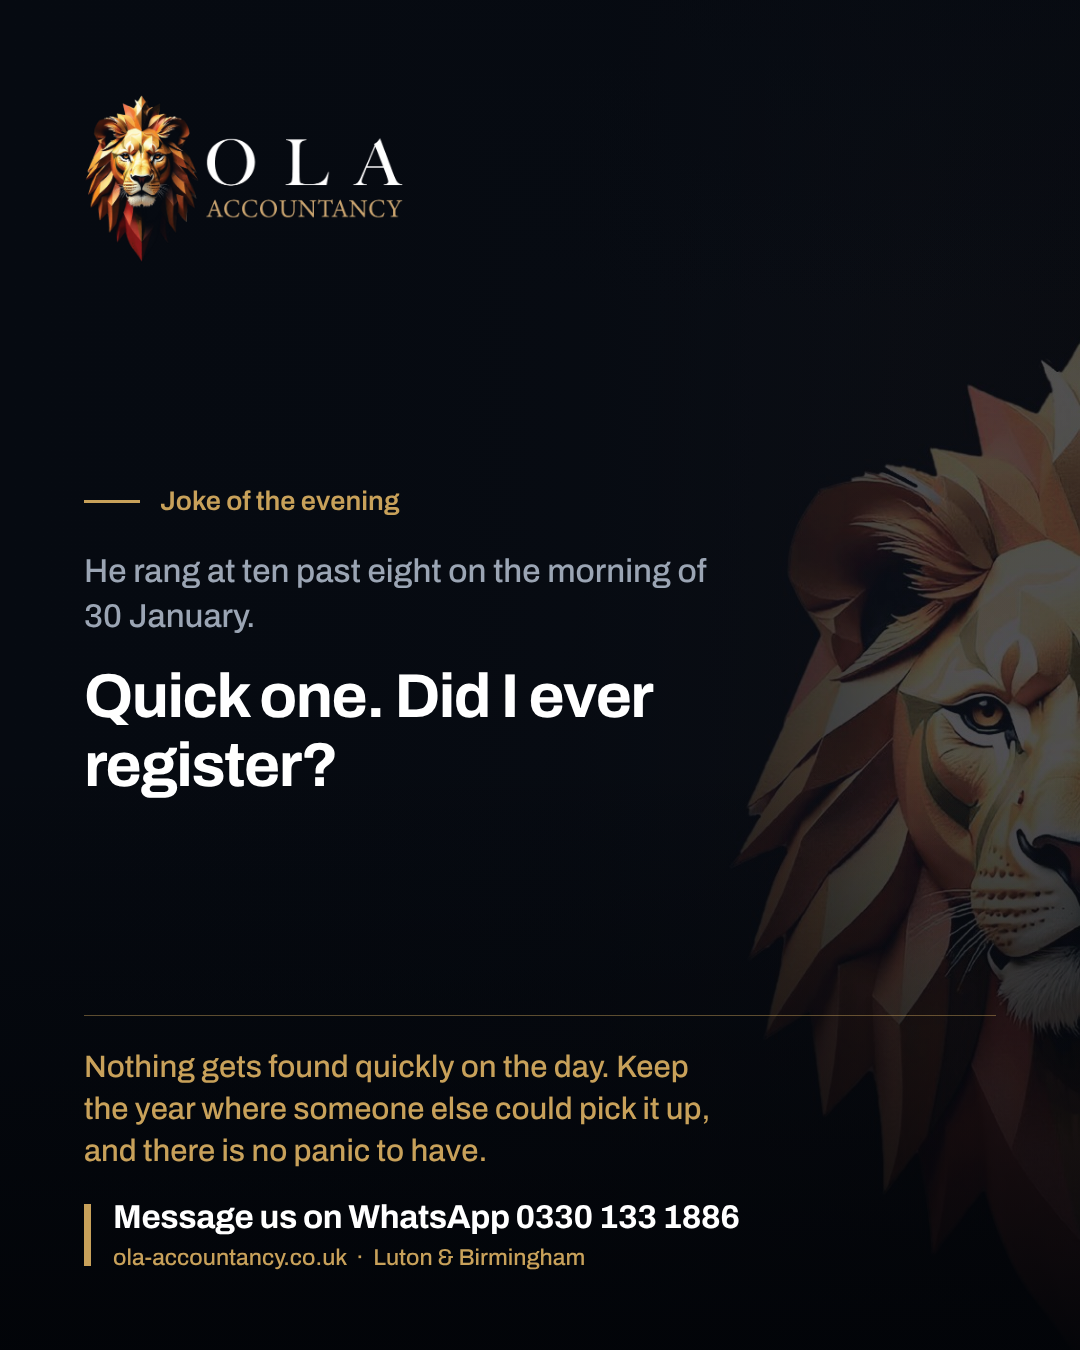 OLA
ACCOUNTANCY
Joke of the evening
He rang at ten past eight on the morning of
30 January.
Quick one. Did I ever
register?
Nothing gets found quickly on the day. Keep
the year where someone else could pick it up,
and there is no panic to have.
Message us on WhatsApp 0330 133 1886
ola-accountancy.co.uk · Luton & Birmingham